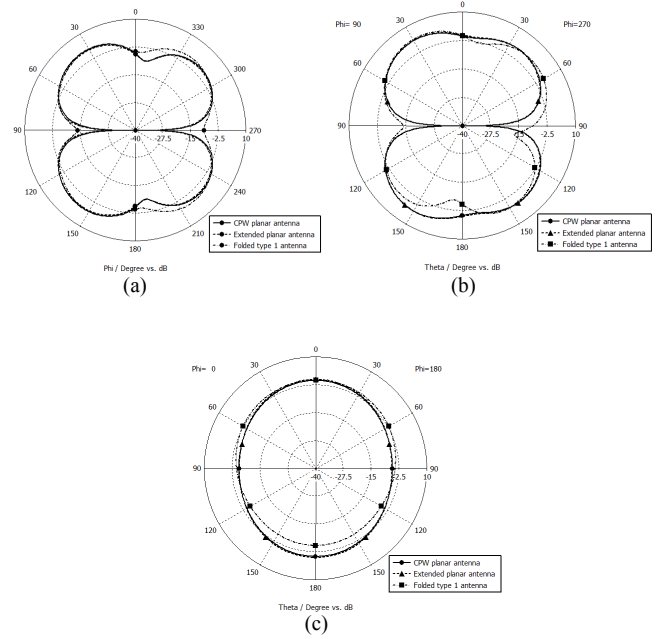 0
30
330
60
300
90
-40
-27.5
-15
-2.5
270
120
240
150
210
180
CPW planar antenna
Extended planar antenna
Folded type 1 antenna
Phi / Degree vs. dB
(a)
0
Phi= 90
30
30
Phi=270
60
60
90
-40
-27.5
-15
-2.5
10
90
120
120
150
150
180
CPW planar antenna
Extended planar antenna
Folded type 1 antenna
Theta / Degree vs. dB
(b)
0
Phi= 0
30
30
Phi=180
60
60
90
-40
-27.5
-15
-2.5
10
90
120
120
150
150
180
CPW planar antenna
Extended planar antenna
Folded type 1 antenna
Theta / Degree vs. dB
(c)